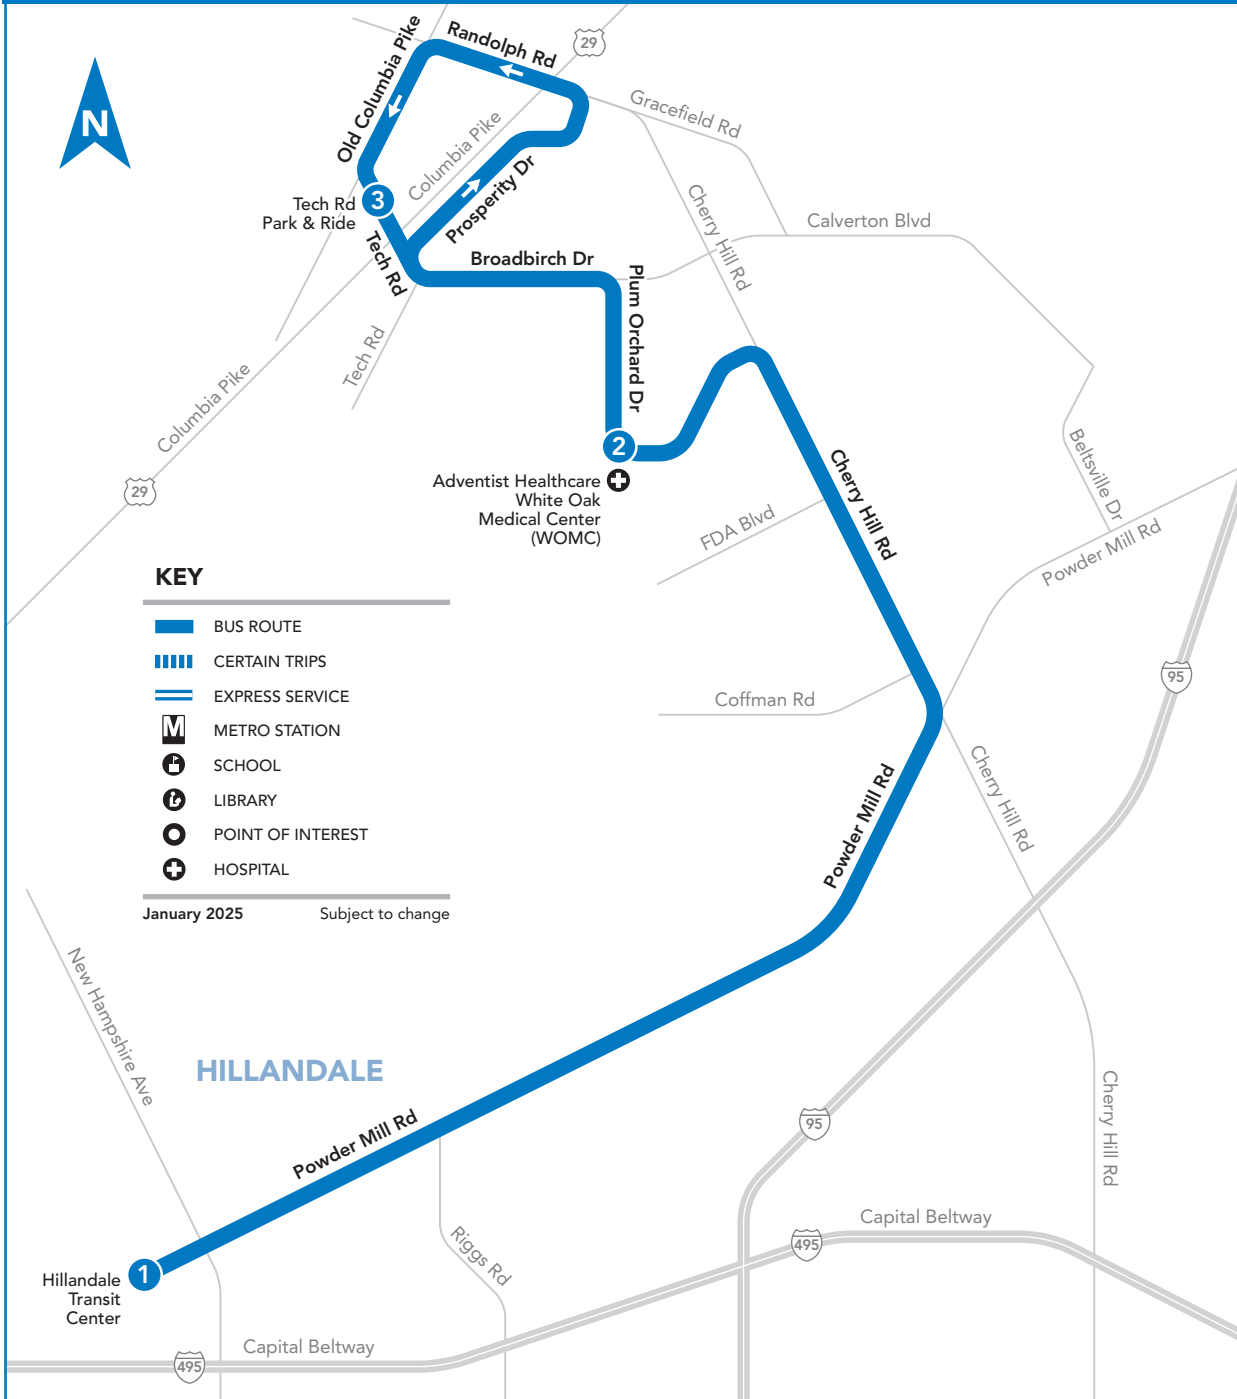 N
Old Columbia Pike
Randolph Rd
29
Gracefield Rd
Columbia Pike
Prosperity Dr
3
Tech Rd
Park & Ride
Tech Rd
Cherry Hill Rd
Calverton Blvd
Broadbirch Dr
Plum Orchard Dr
Tech Rd
Columbia Pike
29
2
Adventist Healthcare
White Oak
Medical Center
(WOMC)
Cherry Hill Rd
FDA Blvd
Beltsville Dr
Powder Mill Rd
KEY
BUS ROUTE
CERTAIN TRIPS
EXPRESS SERVICE
M
METRO STATION
SCHOOL
LIBRARY
POINT OF INTEREST
HOSPITAL
January 2025
Subject to change
Coffman Rd
95
Cherry Hill Rd
Powder Mill Rd
New Hampshire Ave
HILLANDALE
Powder Mill Rd
95
Cherry Hill Rd
Riggs Rd
Capital Beltway
495
1
Hillandale
Transit
Center
Capital Beltway
495